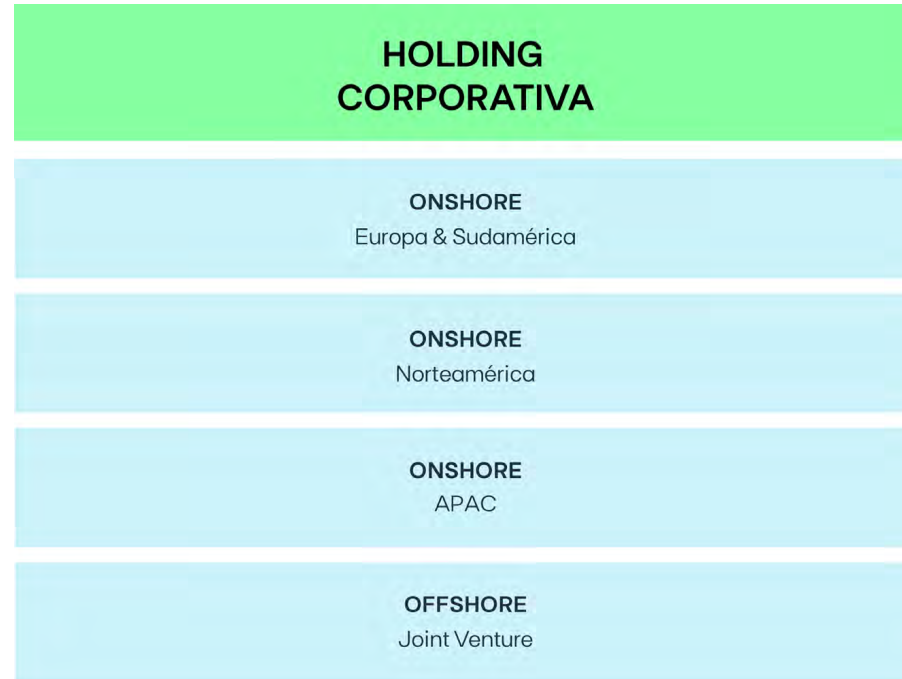 HOLDING
CORPORATIVA
ONSHORE
Europa & Sudamérica
ONSHORE
Norteamérica
ONSHORE
APAC
OFFSHORE
Joint Venture